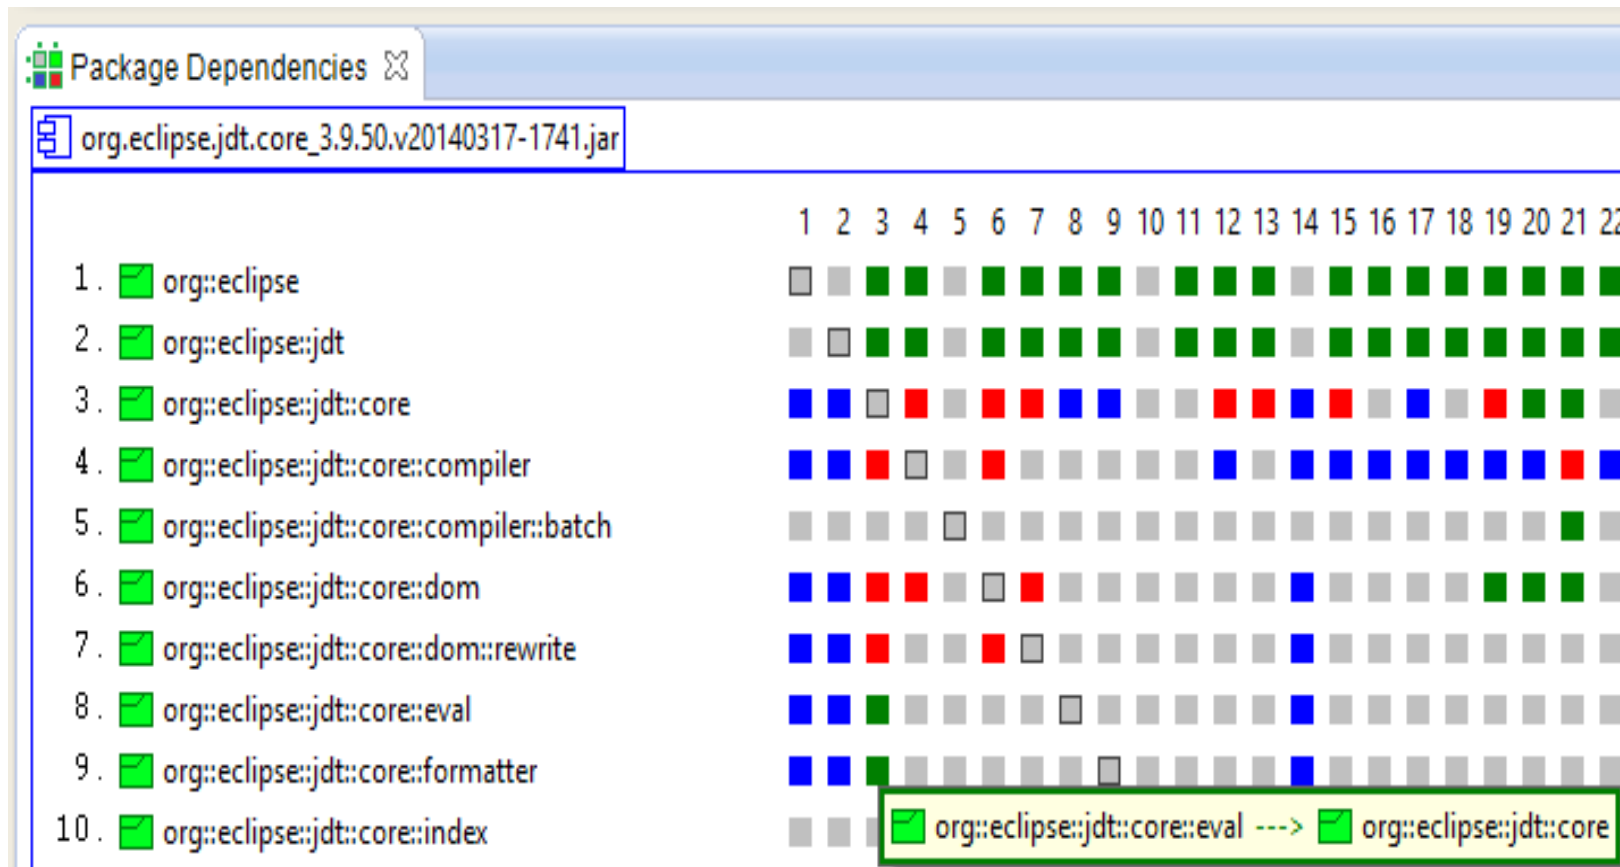 Package Dependencies
org.eclipse.jdt.core_3.9.50.v20140317-1741.jar
1 2 3 4 5 6 7 8 9 10 11 12 13 14 15 16 17 18 19 20 21 22
1. org::eclipse
2. org::eclipse::jdt
3. org::eclipse::jdt::core
4. org::eclipse::jdt::core::compiler
5. org::eclipse::jdt::core::compiler::batch
6. org::eclipse::jdt::core::dom
7. org::eclipse::jdt::core::dom::rewrite
8. org::eclipse::jdt::core::eval
9. org::eclipse::jdt::core::formatter
10. org::eclipse::jdt::core::index
org::eclipse::jdt::core::eval ---> org::eclipse::jdt::core